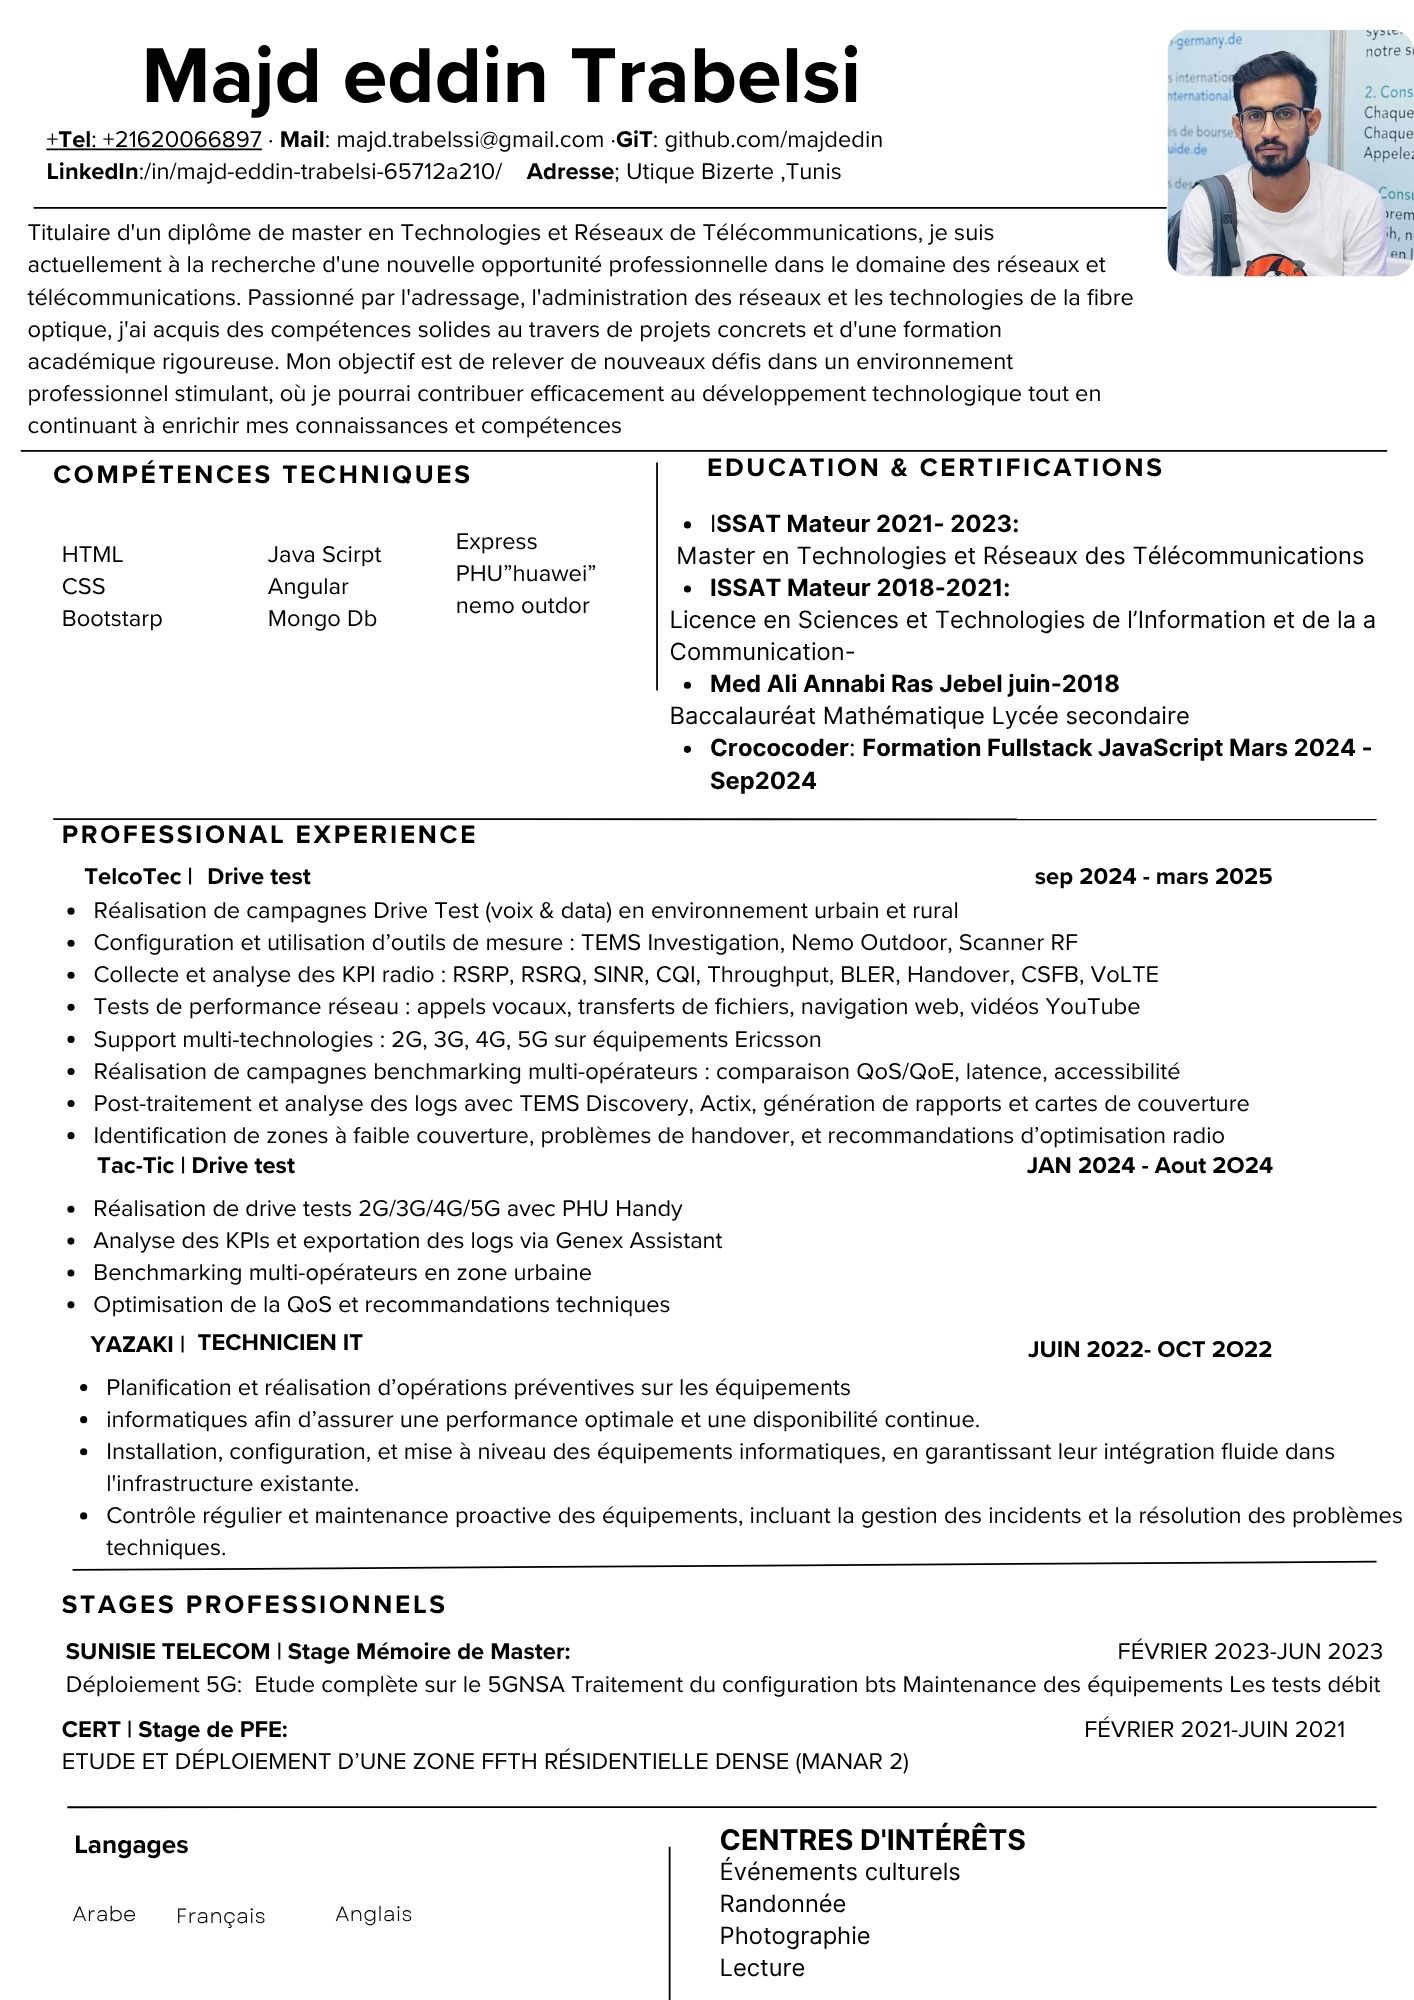 Majd eddin Trabelsi
+Tel: +21620066897 · Mail: majd.trabelssi@gmail.com ·GiT: github.com/majdedin
LinkedIn:/in/majd-eddin-trabelsi-65712a210/ Adresse; Utique Bizerte ,Tunis
-germany.de
notre s
s internation
nternational
2. Cons
Chaque
és de bourse
Chaque
uide.de
Appelez
s des
Consu
prem
en l
Titulaire d'un diplôme de master en Technologies et Réseaux de Télécommunications, je suis
actuellement à la recherche d'une nouvelle opportunité professionnelle dans le domaine des réseaux et
télécommunications. Passionné par l'adressage, l'administration des réseaux et les technologies de la fibre
optique, j'ai acquis des compétences solides au travers de projets concrets et d'une formation
académique rigoureuse. Mon objectif est de relever de nouveaux défis dans un environnement
professionnel stimulant, où je pourrai contribuer efficacement au développement technologique tout en
continuant à enrichir mes connaissances et compétences
COMPÉTENCES TECHNIQUES
HTML
CSS
Bootstarp
Java Scirpt
Angular
Mongo Db
Express
PHU”huawei”
nemo outdor
EDUCATION & CERTIFICATIONS
• ISSAT Mateur 2021- 2023:
Master en Technologies et Réseaux des Télécommunications
• ISSAT Mateur 2018-2021:
Licence en Sciences et Technologies de l’Information et de la a
Communication-
• Med Ali Annabi Ras Jebel juin-2018
Baccalauréat Mathématique Lycée secondaire
• Crococoder: Formation Fullstack JavaScript Mars 2024 -
Sep2024
PROFESSIONAL EXPERIENCE
TelcoTec | Drive test sep 2024 - mars 2025
• Réalisation de campagnes Drive Test (voix & data) en environnement urbain et rural
• Configuration et utilisation d’outils de mesure : TEMS Investigation, Nemo Outdoor, Scanner RF
• Collecte et analyse des KPI radio : RSRP, RSRQ, SINR, CQI, Throughput, BLER, Handover, CSFB, VoLTE
• Tests de performance réseau : appels vocaux, transferts de fichiers, navigation web, vidéos YouTube
• Support multi-technologies : 2G, 3G, 4G, 5G sur équipements Ericsson
• Réalisation de campagnes benchmarking multi-opérateurs : comparaison QoS/QoE, latence, accessibilité
• Post-traitement et analyse des logs avec TEMS Discovery, Actix, génération de rapports et cartes de couverture
• Identification de zones à faible couverture, problèmes de handover, et recommandations d’optimisation radio
Tac-Tic | Drive test JAN 2024 - Aout 2O24
• Réalisation de drive tests 2G/3G/4G/5G avec PHU Handy
• Analyse des KPIs et exportation des logs via Genex Assistant
• Benchmarking multi-opérateurs en zone urbaine
• Optimisation de la QoS et recommandations techniques
YAZAKI | TECHNICIEN IT JUIN 2022- OCT 2O22
• Planification et réalisation d’opérations préventives sur les équipements
• informatiques afin d’assurer une performance optimale et une disponibilité continue.
• Installation, configuration, et mise à niveau des équipements informatiques, en garantissant leur intégration fluide dans
l'infrastructure existante.
• Contrôle régulier et maintenance proactive des équipements, incluant la gestion des incidents et la résolution des problèmes
techniques.
STAGES PROFESSIONNELS
SUNISIE TELECOM | Stage Mémoire de Master: FÉVRIER 2023-JUN 2023
Déploiement 5G: Etude complète sur le 5GNSA Traitement du configuration bts Maintenance des équipements Les tests débit
CERT | Stage de PFE: FÉVRIER 2021-JUIN 2021
ETUDE ET DÉPLOIEMENT D’UNE ZONE FFTH RÉSIDENTIELLE DENSE (MANAR 2)
Langages
Arabe Français Anglais
CENTRES D'INTÉRÊTS
Événements culturels
Randonnée
Photographie
Lecture